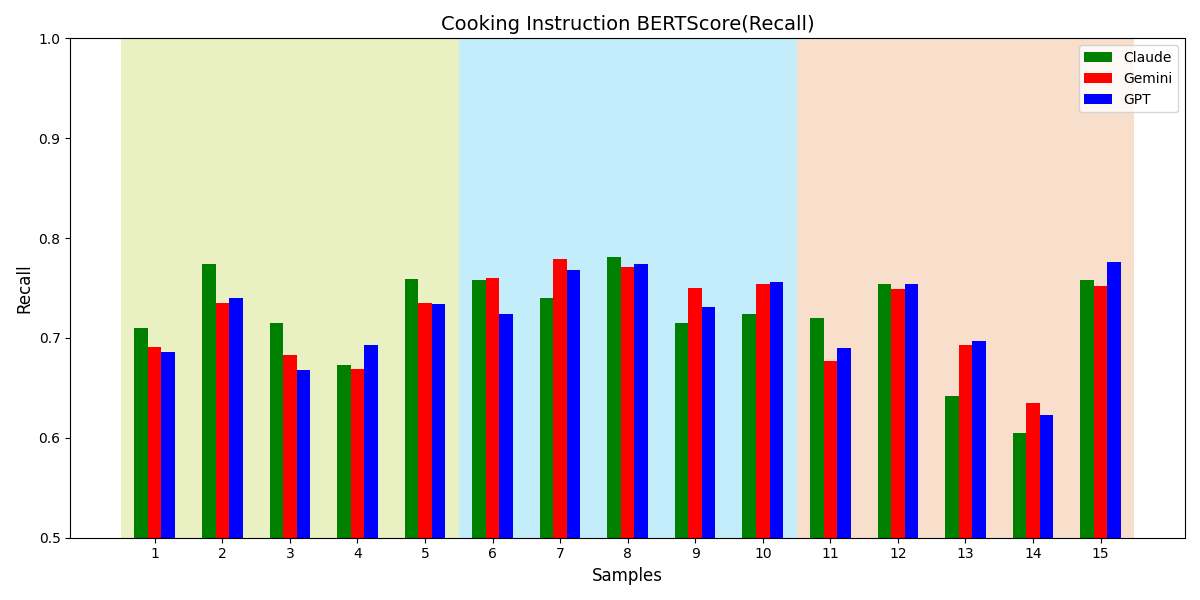 Cooking Instruction BERTScore(Recall)
1.0
0.9
0.8
0.7
0.6
0.5
Recall
Claude
Gemini
GPT
1 2 3 4 5 6 7 8 9 10 11 12 13 14 15
Samples